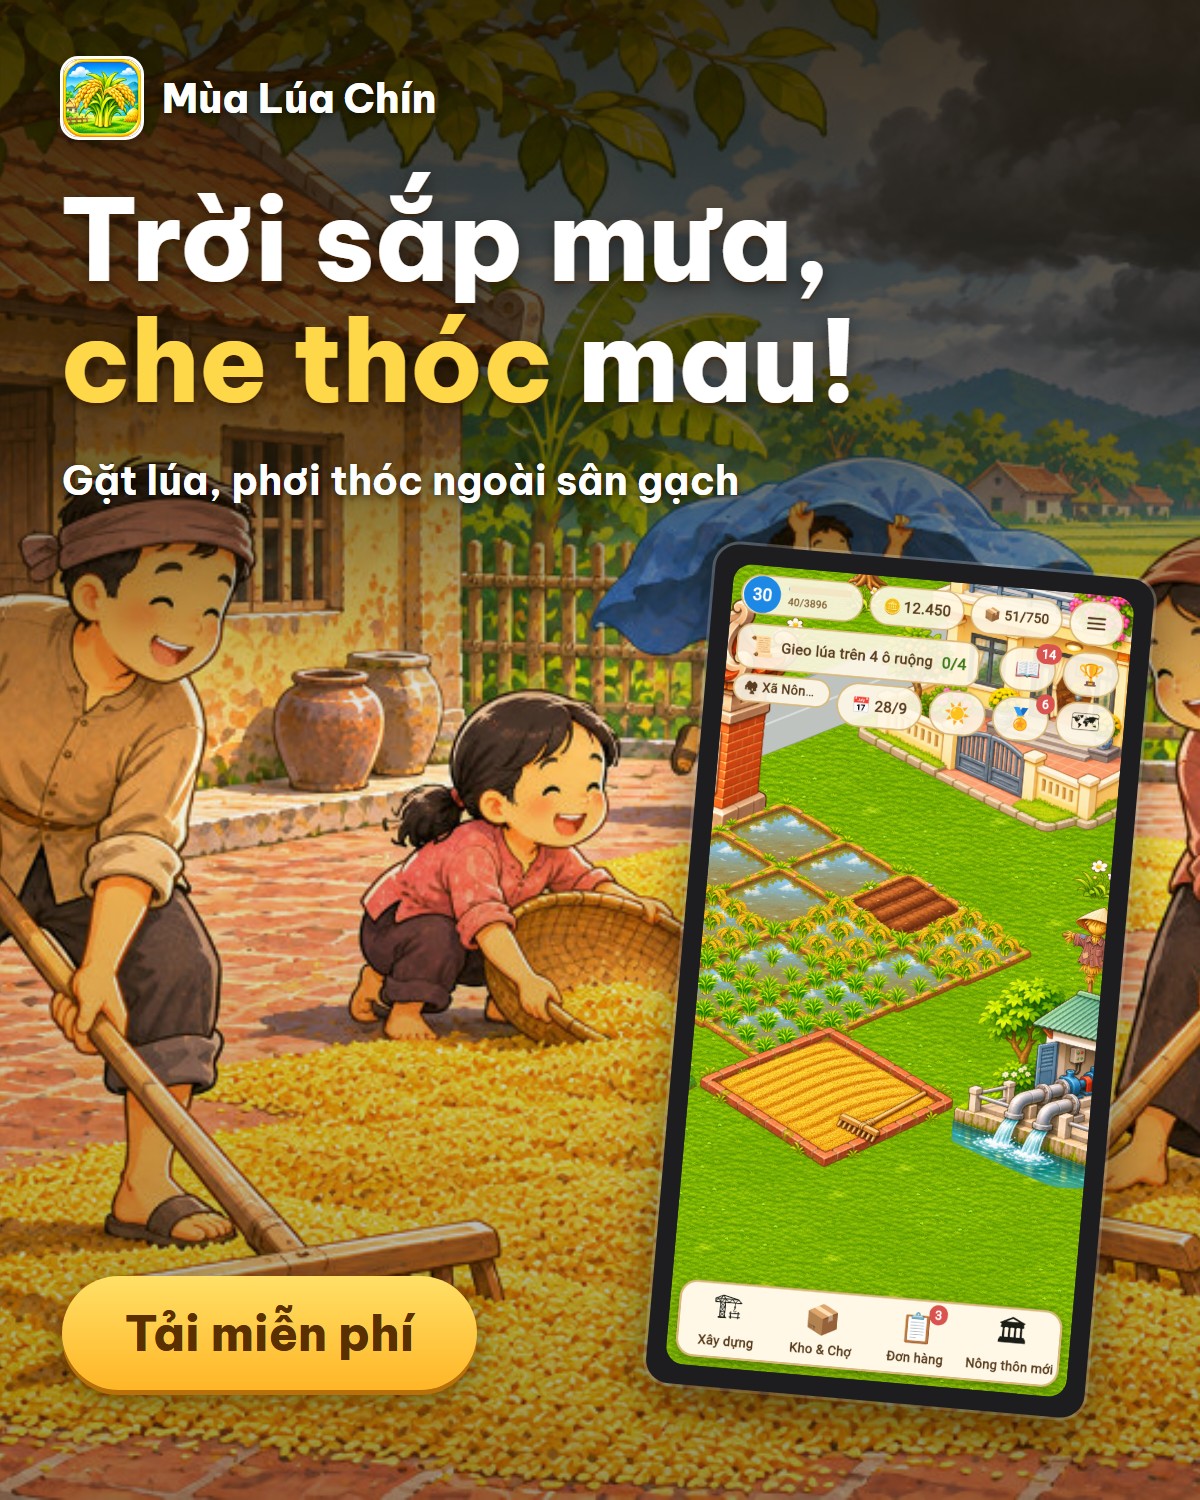 Mùa Lúa Chín
Trời sắp mưa,
che thóc mau!
Gặt lúa, phơi thóc ngoài sân gạch
30
40/3896
12.450
51/750
Gieo lúa trên 4 ô ruộng 0/4
14
Xã Nôn...
28/9
6
Xây dựng
Kho & Chợ
3
Đơn hàng
Nông thôn mới
Tải miễn phí